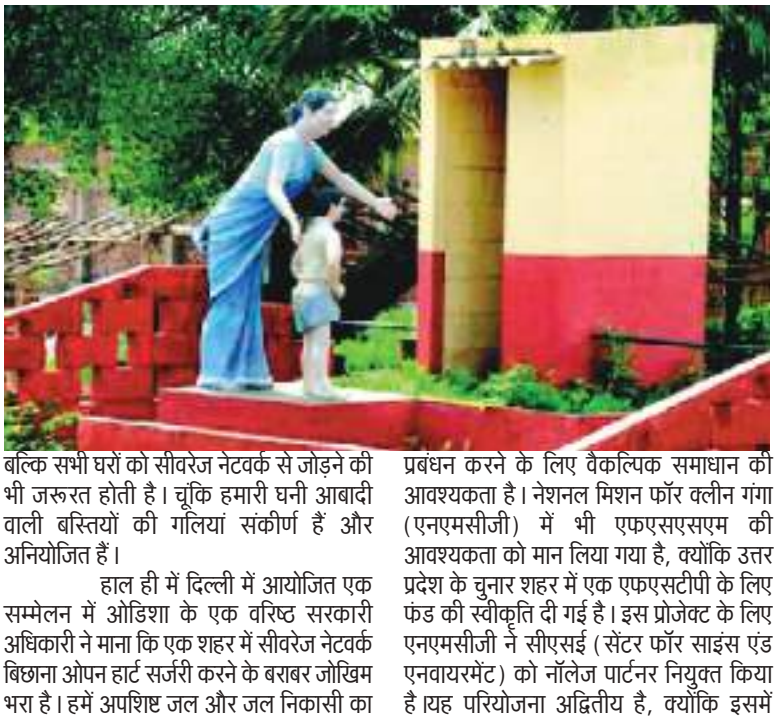 बल्कि सभी घरों को सीवरेज नेटवर्क से जोड़ने की
भी जरूरत होती है। चूंकि हमारी घनी आबादी
वाली बस्तियों की गलियां संकीर्ण हैं और
अनियोजित हैं।
हाल ही में दिल्ली में आयोजित एक
सम्मेलन में ओडिशा के एक वरिष्ठ सरकारी
अधिकारी ने माना कि एक शहर में सीवरेज नेटवर्क
बिछाना ओपन हार्ट सर्जरी करने के बराबर जोखिम
भरा है। हमें अपशिष्ट जल और जल निकासी का
प्रबंधन करने के लिए वैकल्पिक समाधान की
आवश्यकता है। नेशनल मिशन फॉर क्लीन गंगा
(एनएमसीजी) में भी एफएसएसएम की
आवश्यकता को मान लिया गया है, क्योंकि उत्तर
प्रदेश के चुनार शहर में एक एफएसटीपी के लिए
फंड की स्वीकृति दी गई है। इस प्रोजेक्ट के लिए
एनएमसीजी ने सीएसई (सेंटर फॉर साइंस एंड
एनवायरमेंट) को नॉलेज पार्टनर नियुक्त किया
है।यह परियोजना अद्वितीय है, क्योंकि इसमें